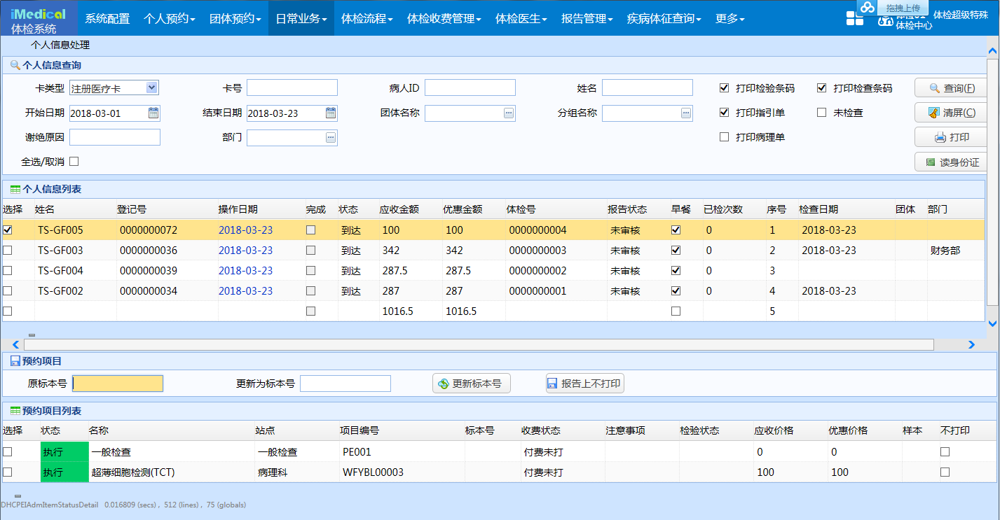 iMedical 体检系统 系统配置 个人预约 团体预约 日常业务 体检流程 体检收费管理 体检医生 报告管理 疾病体征查询 更多 拖拽上传 体检超级特殊 体检中心
个人信息处理
个人信息查询
卡类型 注册医疗卡 卡号 病人ID 姓名 打印检验条码 打印检查条码 查询(F)
开始日期 2018-03-01 结束日期 2018-03-23 团体名称 分组名称 打印指引单 未检查 清屏(C)
谢绝原因 部门 打印病理单 打印
全选/取消 读身份证
个人信息列表
选择 姓名 登记号 操作日期 完成 状态 应收金额 优惠金额 体检号 报告状态 早餐 已检次数 序号 检查日期 团体 部门
TS-GF005 0000000072 2018-03-23 到达 100 100 0000000004 未审核 0 1 2018-03-23
TS-GF003 0000000036 2018-03-23 到达 342 342 0000000003 未审核 0 2 2018-03-23 财务部
TS-GF004 0000000039 2018-03-23 到达 287.5 287.5 0000000002 未审核 0 3
TS-GF002 0000000034 2018-03-23 到达 287 287 0000000001 未审核 0 4 2018-03-23
1016.5 1016.5 5
预约项目
原标本号 更新为标本号 更新标本号 报告上不打印
预约项目列表
选择 状态 名称 站点 项目编号 标本号 收费状态 注意事项 检验状态 应收价格 优惠价格 样本 不打印
执行 一般检查 一般检查 PE001 付费未打 0 0
执行 超薄细胞检测(TCT) 病理科 WFYBL00003 付费未打 100 100
DHCPEIAdmItemStatusDetail 0.016809 (secs) , 512 (lines) , 75 (globals)